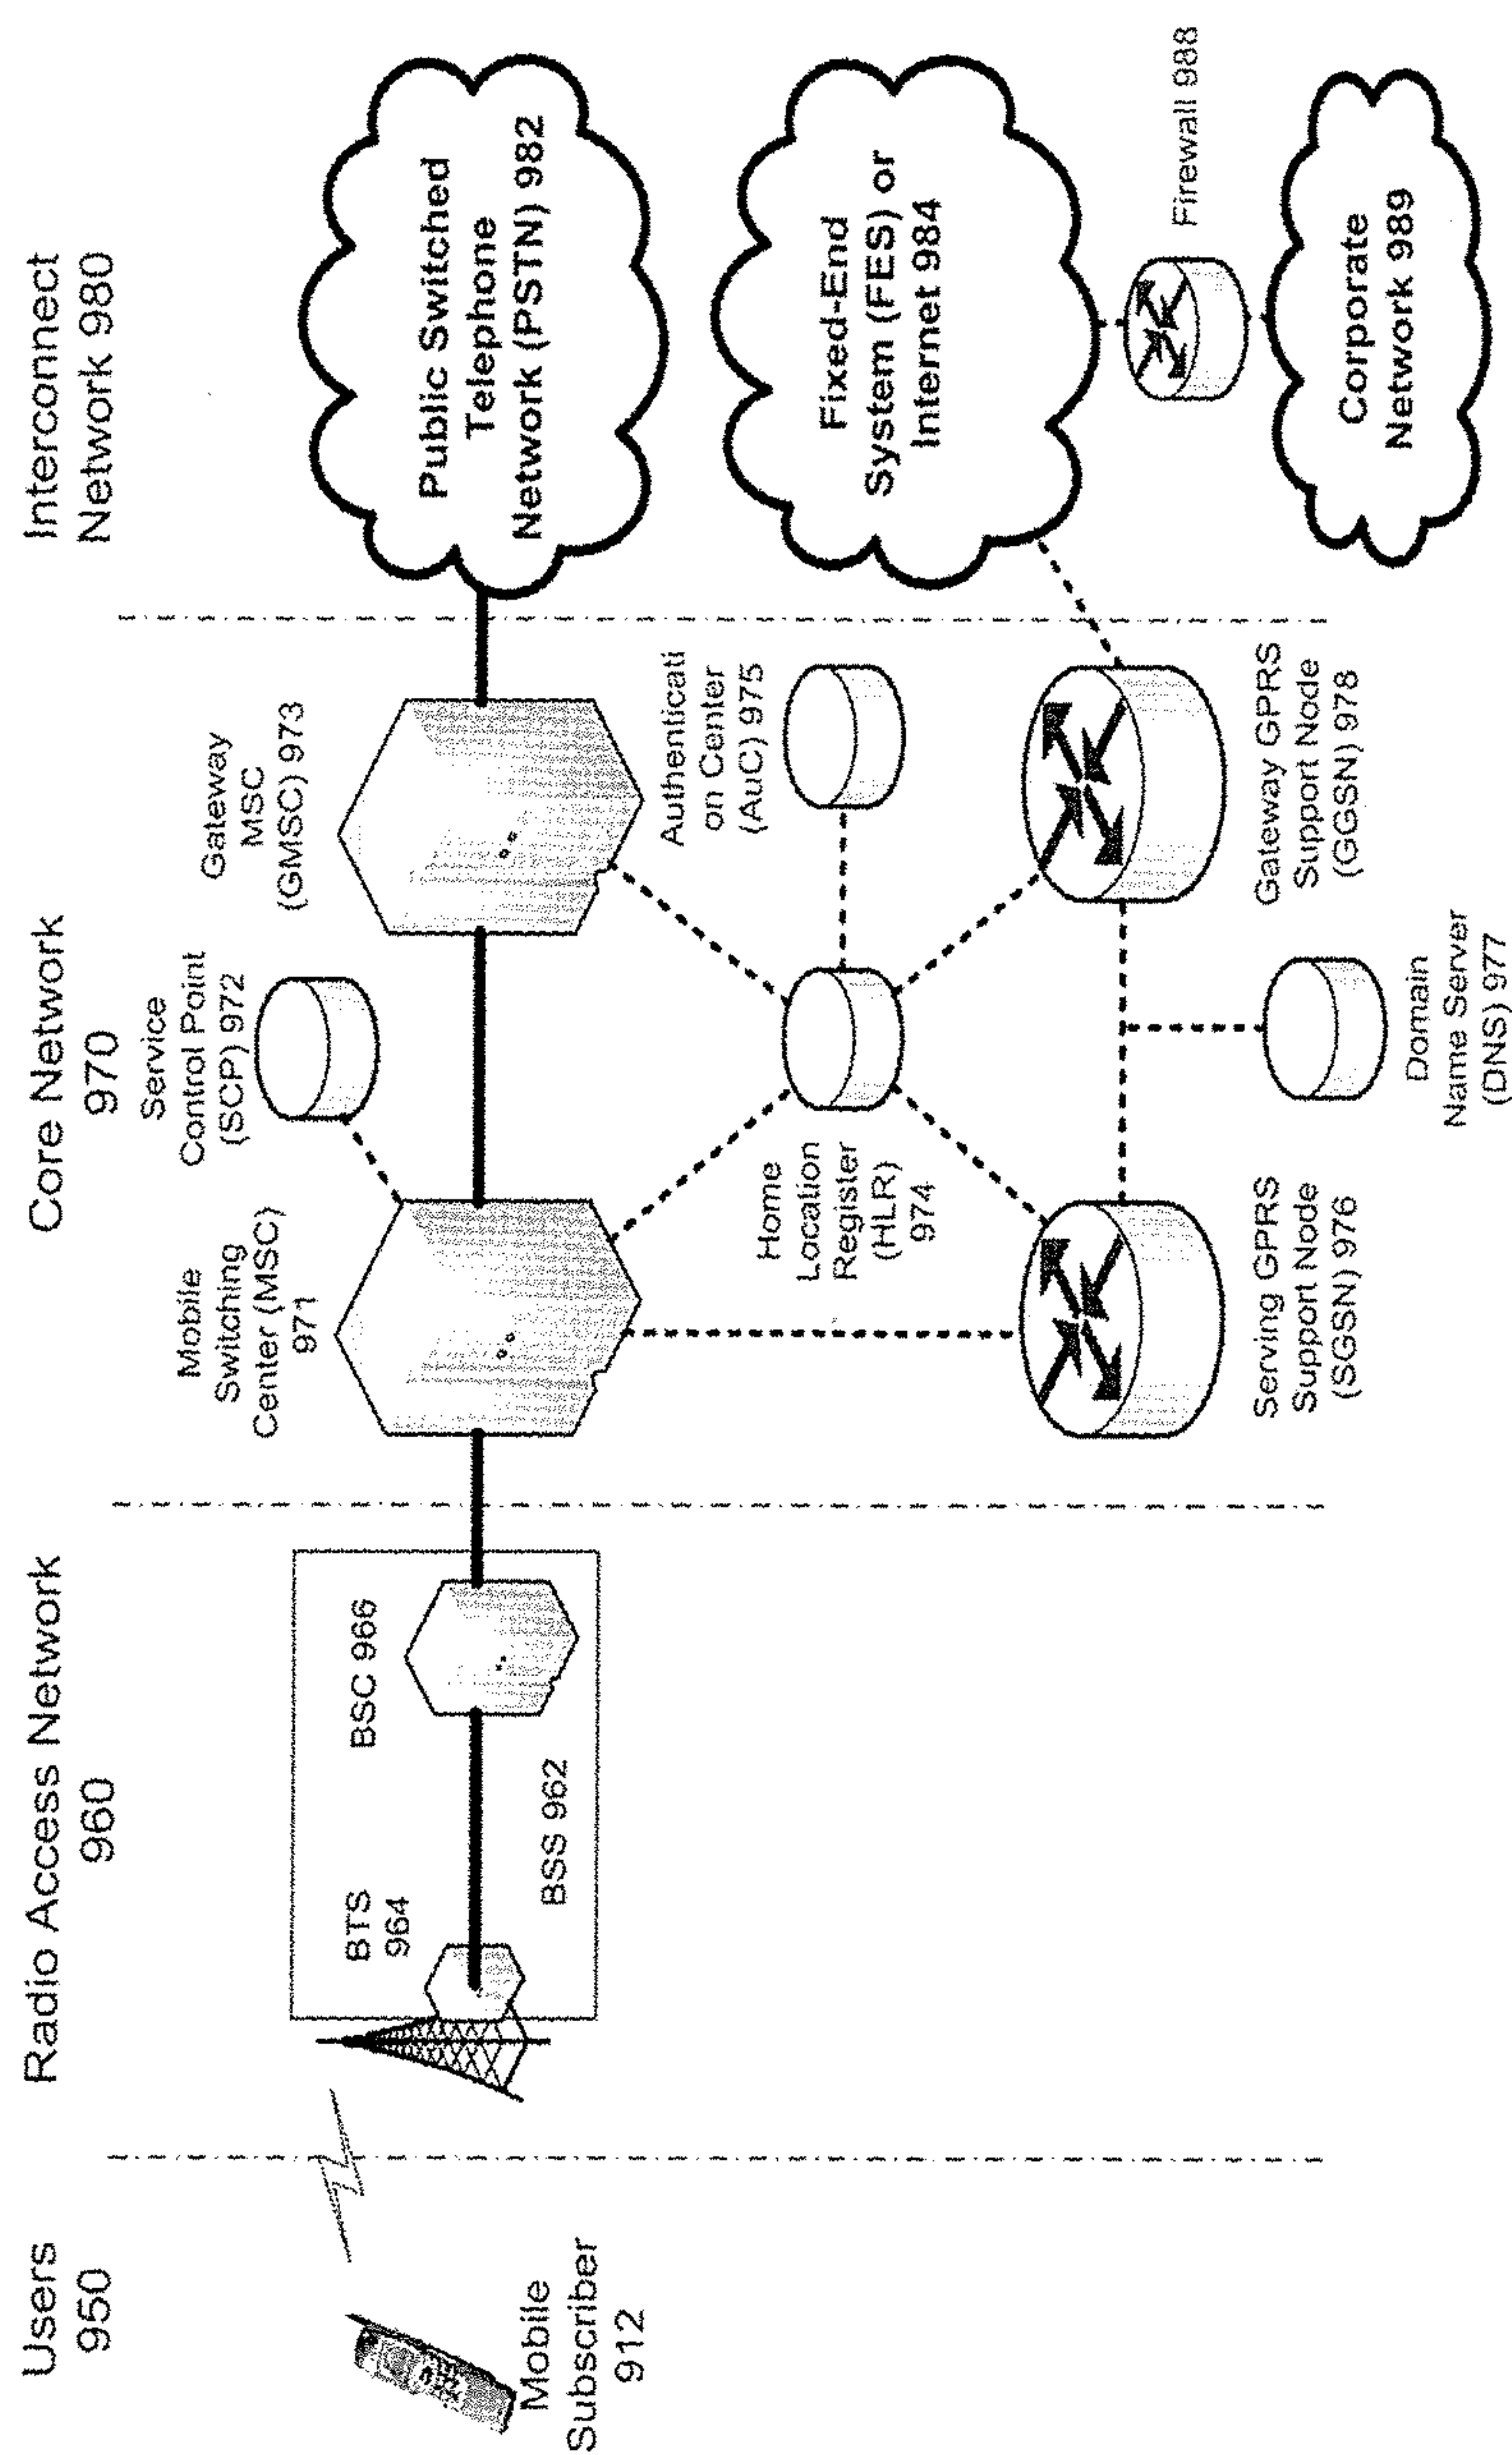 Users
950
Radio Access Network
960
Core Network
970
Interconnect
Network 980
Mobile
Subscriber
912
BTS
964
BSC 966
BSS 962
Mobile
Switching
Center (MSC)
971
Service
Control Point
(SCP) 972
Gateway
MSC
(GMSC) 973
Home
Location
Register
(HLR)
974
Authenticati
on Center
(AuC) 975
Serving GPRS
Support Node
(SGSN) 976
Domain
Name Server
(DNS) 977
Gateway GPRS
Support Node
(GGSN) 978
Public Switched
Telephone
Network (PSTN) 982
Fixed-End
System (FES) or
Internet 984
Firewall 988
Corporate
Network 989